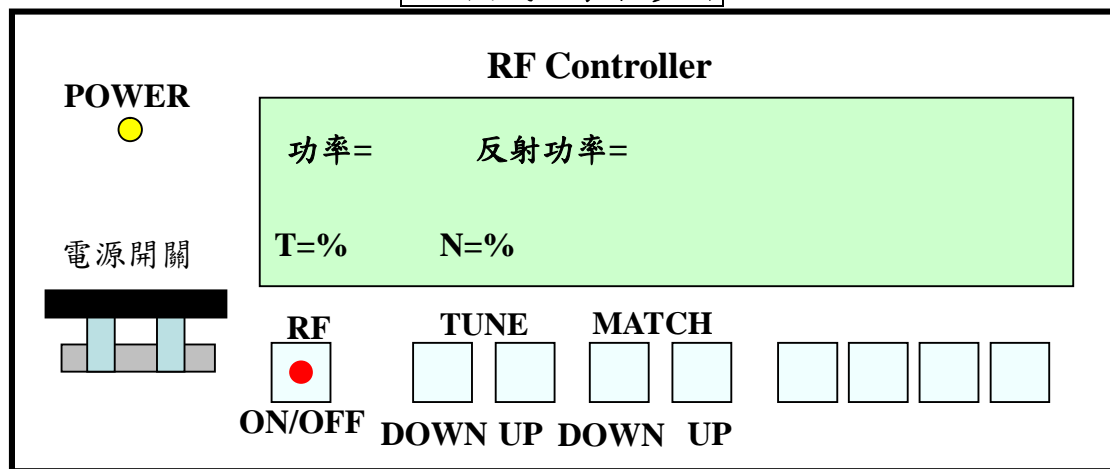 RF Controller
POWER
功率= 反射功率=
電源開關
T=% N=%
RF TUNE MATCH
ON/OFF DOWN UP DOWN UP